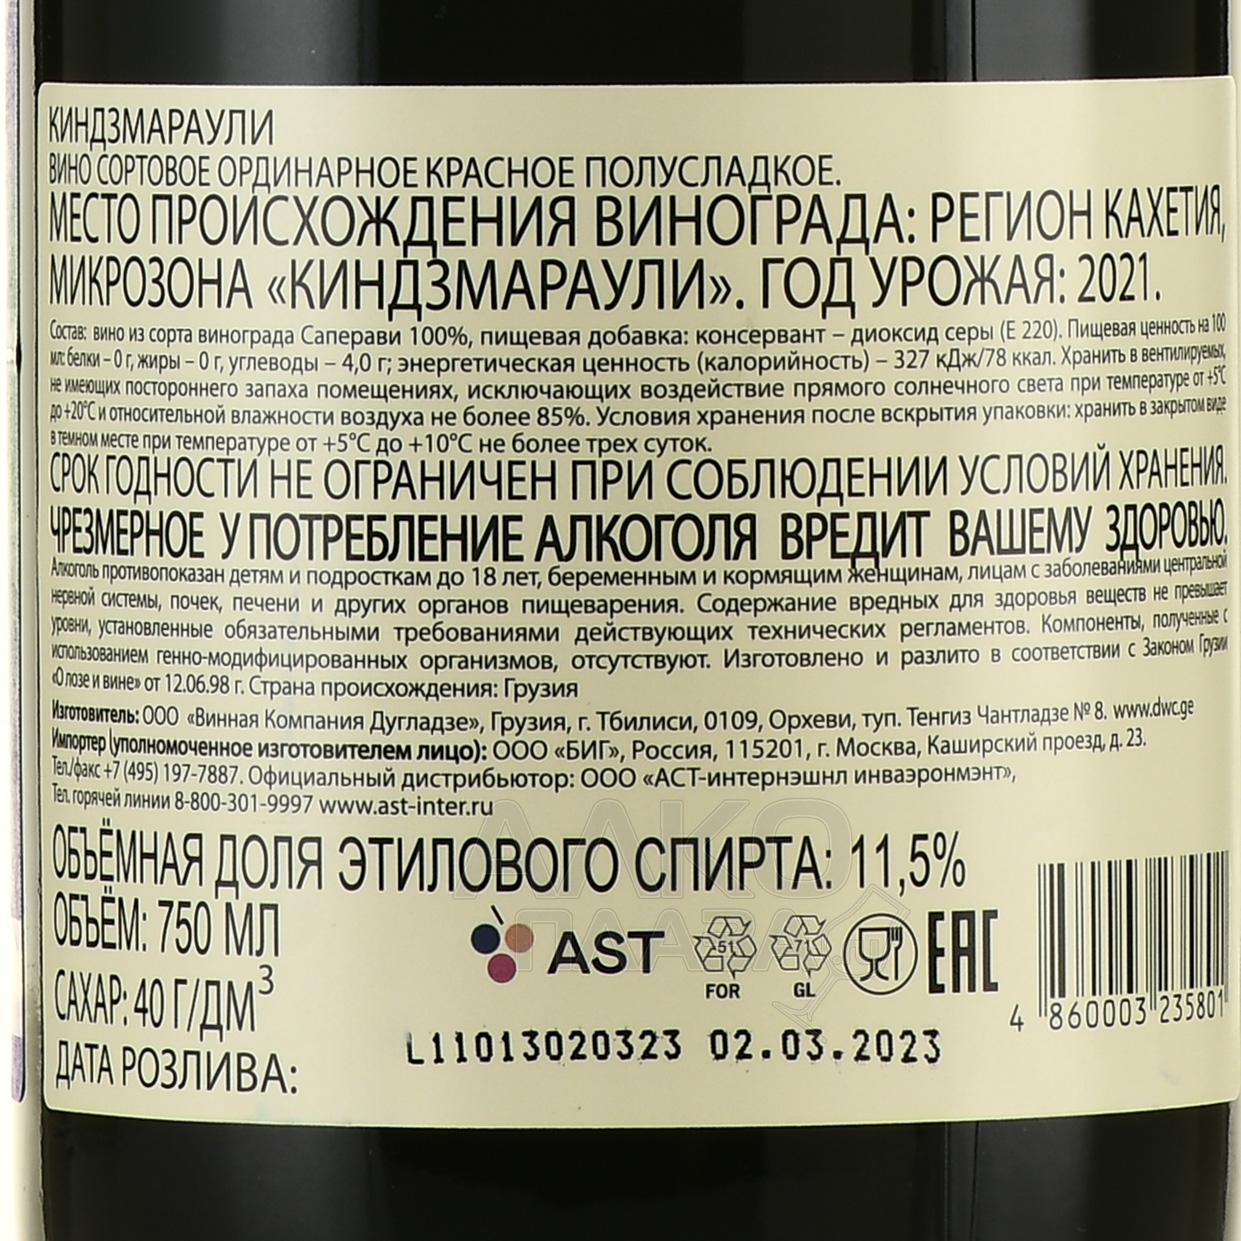 КИНДЗМАРАУЛИ
ВИНО СОРТОВОЕ ОРДИНАРНОЕ КРАСНОЕ ПОЛУСЛАДКОЕ.
МЕСТО ПРОИСХОЖДЕНИЯ ВИНОГРАДА: РЕГИОН КАХЕТИЯ,
МИКРОЗОНА «КИНДЗМАРАУЛИ». ГОД УРОЖАЯ: 2021.
Состав: вино из сорта винограда Саперави 100%, пищевая добавка: консервант – диоксид серы (Е 220). Пищевая ценность на 100
мл: белки – 0 г, жиры – 0 г, углеводы – 4,0 г; энергетическая ценность (калорийность) – 327 кДж/78 ккал. Хранить в вентилируемых,
не имеющих постороннего запаха помещениях, исключающих воздействие прямого солнечного света при температуре от +5°С
до +20°С и относительной влажности воздуха не более 85%. Условия хранения после вскрытия упаковки: хранить в закрытом виде
в темном месте при температуре от +5°С до +10°С не более трех суток.
СРОК ГОДНОСТИ НЕ ОГРАНИЧЕН ПРИ СОБЛЮДЕНИИ УСЛОВИЙ ХРАНЕНИЯ.
ЧРЕЗМЕРНОЕ УПОТРЕБЛЕНИЕ АЛКОГОЛЯ ВРЕДИТ ВАШЕМУ ЗДОРОВЬЮ.
Алкоголь противопоказан детям и подросткам до 18 лет, беременным и кормящим женщинам, лицам с заболеваниями центральной
нервной системы, почек, печени и других органов пищеварения. Содержание вредных для здоровья веществ не превышает
уровни, установленные обязательными требованиями действующих технических регламентов. Компоненты, полученные с
использованием генно-модифицированных организмов, отсутствуют. Изготовлено и разлито в соответствии с Законом Грузии
«О лозе и вине» от 12.06.98 г. Страна происхождения: Грузия
Изготовитель: ООО «Винная Компания Дугладзе», Грузия, г. Тбилиси, 0109, Орхеви, туп. Тенгиз Чантладзе № 8. www.dwc.ge
Импортер (уполномоченное изготовителем лицо): ООО «БИГ», Россия, 115201, г. Москва, Каширский проезд, д. 23.
Тел./факс +7 (495) 197-7887. Официальный дистрибьютор: ООО «АСТ-интернэшнл инваэронмэнт»,
Тел. горячей линии 8-800-301-9997 www.ast-inter.ru
ОБЪЁМНАЯ ДОЛЯ ЭТИЛОВОГО СПИРТА: 11,5%
ОБЪЁМ: 750 МЛ
САХАР: 40 Г/ДМ³
ДАТА РОЗЛИВА:
L11013020323 02.03.2023
AST
51
FOR
71
GL
EAC
4 860003 235801
АЛКО
ПЛАЗА